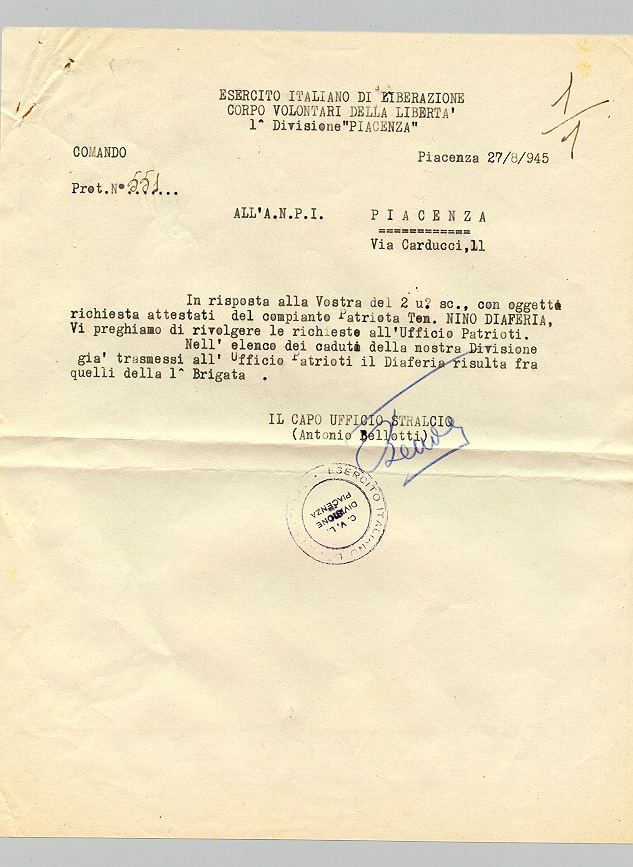 ESERCITO ITALIANO DI LIBERAZIONE
CORPO VOLONTARI DELLA LIBERTA'
1^ Divisione"PIACENZA"
1/1
COMANDO
Piacenza 27/8/945
Prot.N° 551...
ALL'A.N.P.I. PIACENZA
============
Via Carducci,11
In risposta alla Vostra del 2 u? sc., con oggetto
richiesta attestati del compianto Patriota Ten. NINO DIAFERIA,
Vi preghiamo di rivolgere le richieste all'Ufficio Patrioti.
Nell' elenco dei caduti della nostra Divisione
gia' trasmessi all' Ufficio Patrioti il Diaferia risulta fra
quelli della 1^ Brigata .
IL CAPO UFFICIO STRALCIO
(Antonio Bellotti)
ESERCITO ITALIANO
C. V. L.
DIVISIONE
PIACENZA